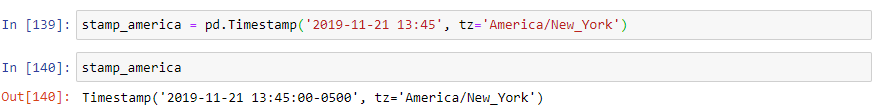 In [139]: stamp_america = pd.Timestamp('2019-11-21 13:45', tz='America/New_York')
In [140]: stamp_america
Out[140]: Timestamp('2019-11-21 13:45:00-0500', tz='America/New_York')